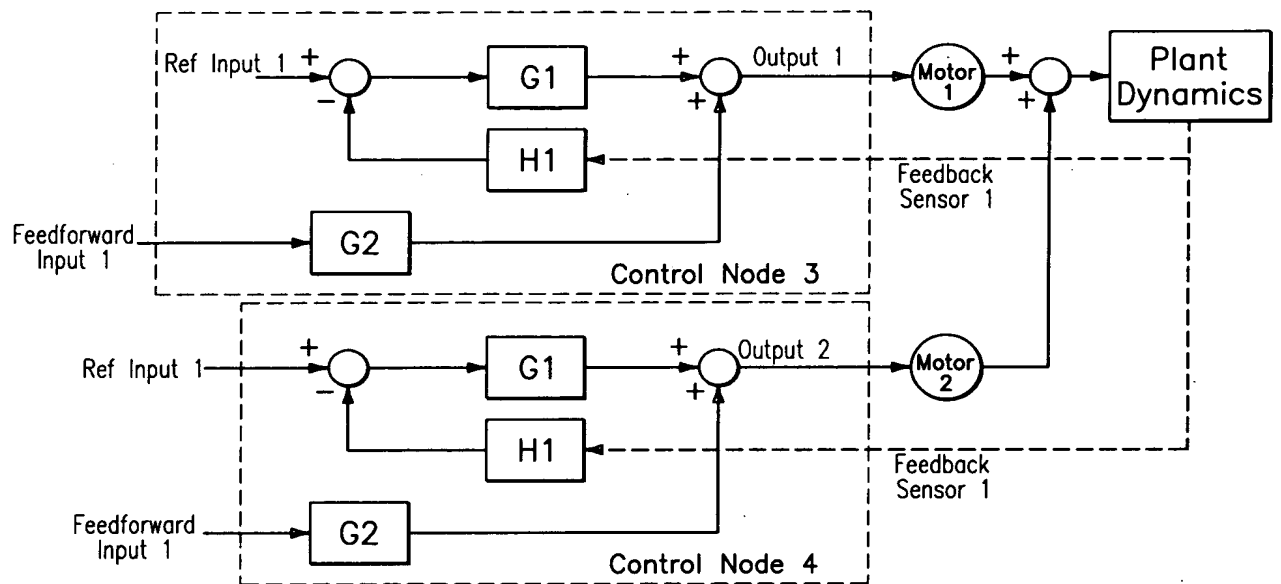 Ref Input 1
+
−
G1
+
+
Output 1
Motor
1
+
+
Plant
Dynamics
H1
Feedback
Sensor 1
Feedforward
Input 1
G2
Control Node 3
Ref Input 1
+
−
G1
+
+
Output 2
Motor
2
H1
Feedback
Sensor 1
Feedforward
Input 1
G2
Control Node 4